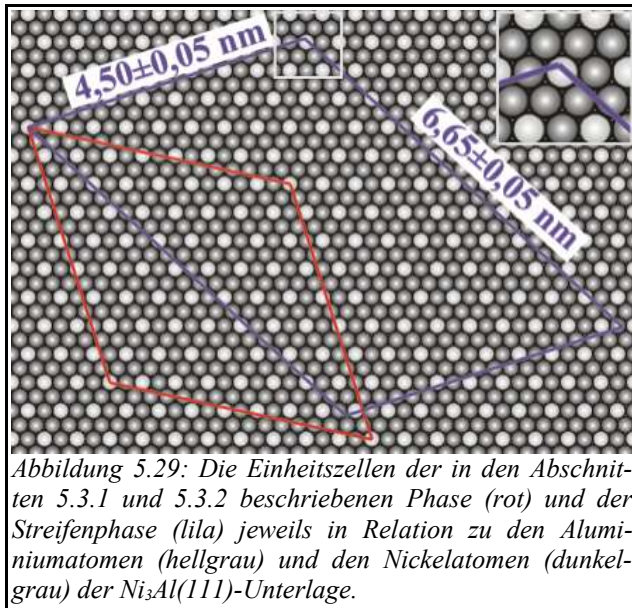 4,50±0,05 nm
6,65±0,05 nm
Abbildung 5.29: Die Einheitszellen der in den Abschnit-
ten 5.3.1 und 5.3.2 beschriebenen Phase (rot) und der
Streifenphase (lila) jeweils in Relation zu den Alumi-
niumatomen (hellgrau) und den Nickelatomen (dunkel-
grau) der Ni₃Al(111)-Unterlage.